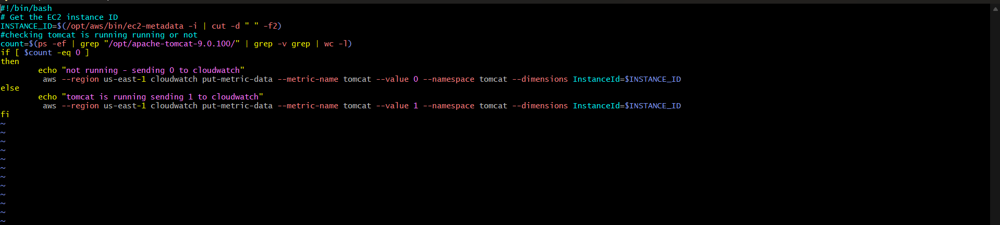 #!/bin/bash
# Get the EC2 instance ID
INSTANCE_ID=$(/opt/aws/bin/ec2-metadata -i | cut -d " " -f2)
#checking tomcat is running running or not
count=$(ps -ef | grep "/opt/apache-tomcat-9.0.100/" | grep -v grep | wc -l)
if [ $count -eq 0 ]
then
        echo "not running - sending 0 to cloudwatch"
         aws --region us-east-1 cloudwatch put-metric-data --metric-name tomcat --value 0 --namespace tomcat --dimensions InstanceId=$INSTANCE_ID
else
        echo "tomcat is running sending 1 to cloudwatch"
         aws --region us-east-1 cloudwatch put-metric-data --metric-name tomcat --value 1 --namespace tomcat --dimensions InstanceId=$INSTANCE_ID
fi
~
~
~
~
~
~
~
~
~
~
~
~